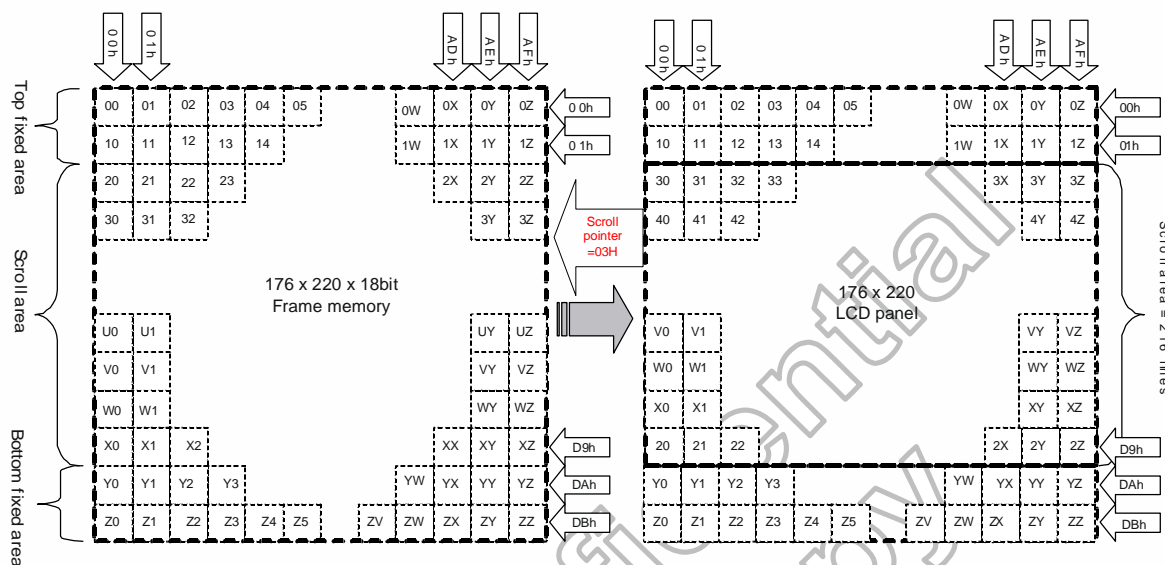 00h 01h ADh AEh AFh 00h 01h ADh AEh AFh
Top fixed area
00 01 02 03 04 05 0W 0X 0Y 0Z 00h 00 01 02 03 04 05 0W 0X 0Y 0Z 00h
10 11 12 13 14 1W 1X 1Y 1Z 01h 10 11 12 13 14 1W 1X 1Y 1Z 01h
20 21 22 23 2X 2Y 2Z 30 31 32 33 3X 3Y 3Z
30 31 32 3Y 3Z 40 41 42 4Y 4Z
Scroll
pointer
=03H
Scroll area
176 x 220 x 18bit
Frame memory
176 x 220
LCD panel
Scroll area = 216 lines
U0 U1 UY UZ V0 V1 VY VZ
V0 V1 VY VZ W0 W1 WY WZ
W0 W1 WY WZ X0 X1 XY XZ
X0 X1 X2 XX XY XZ D9h 20 21 22 2X 2Y 2Z D9h
Bottom fixed area
Y0 Y1 Y2 Y3 YW YX YY YZ DAh Y0 Y1 Y2 Y3 YW YX YY YZ DAh
Z0 Z1 Z2 Z3 Z4 Z5 ZV ZW ZX ZY ZZ DBh Z0 Z1 Z2 Z3 Z4 Z5 ZV ZW ZX ZY ZZ DBh